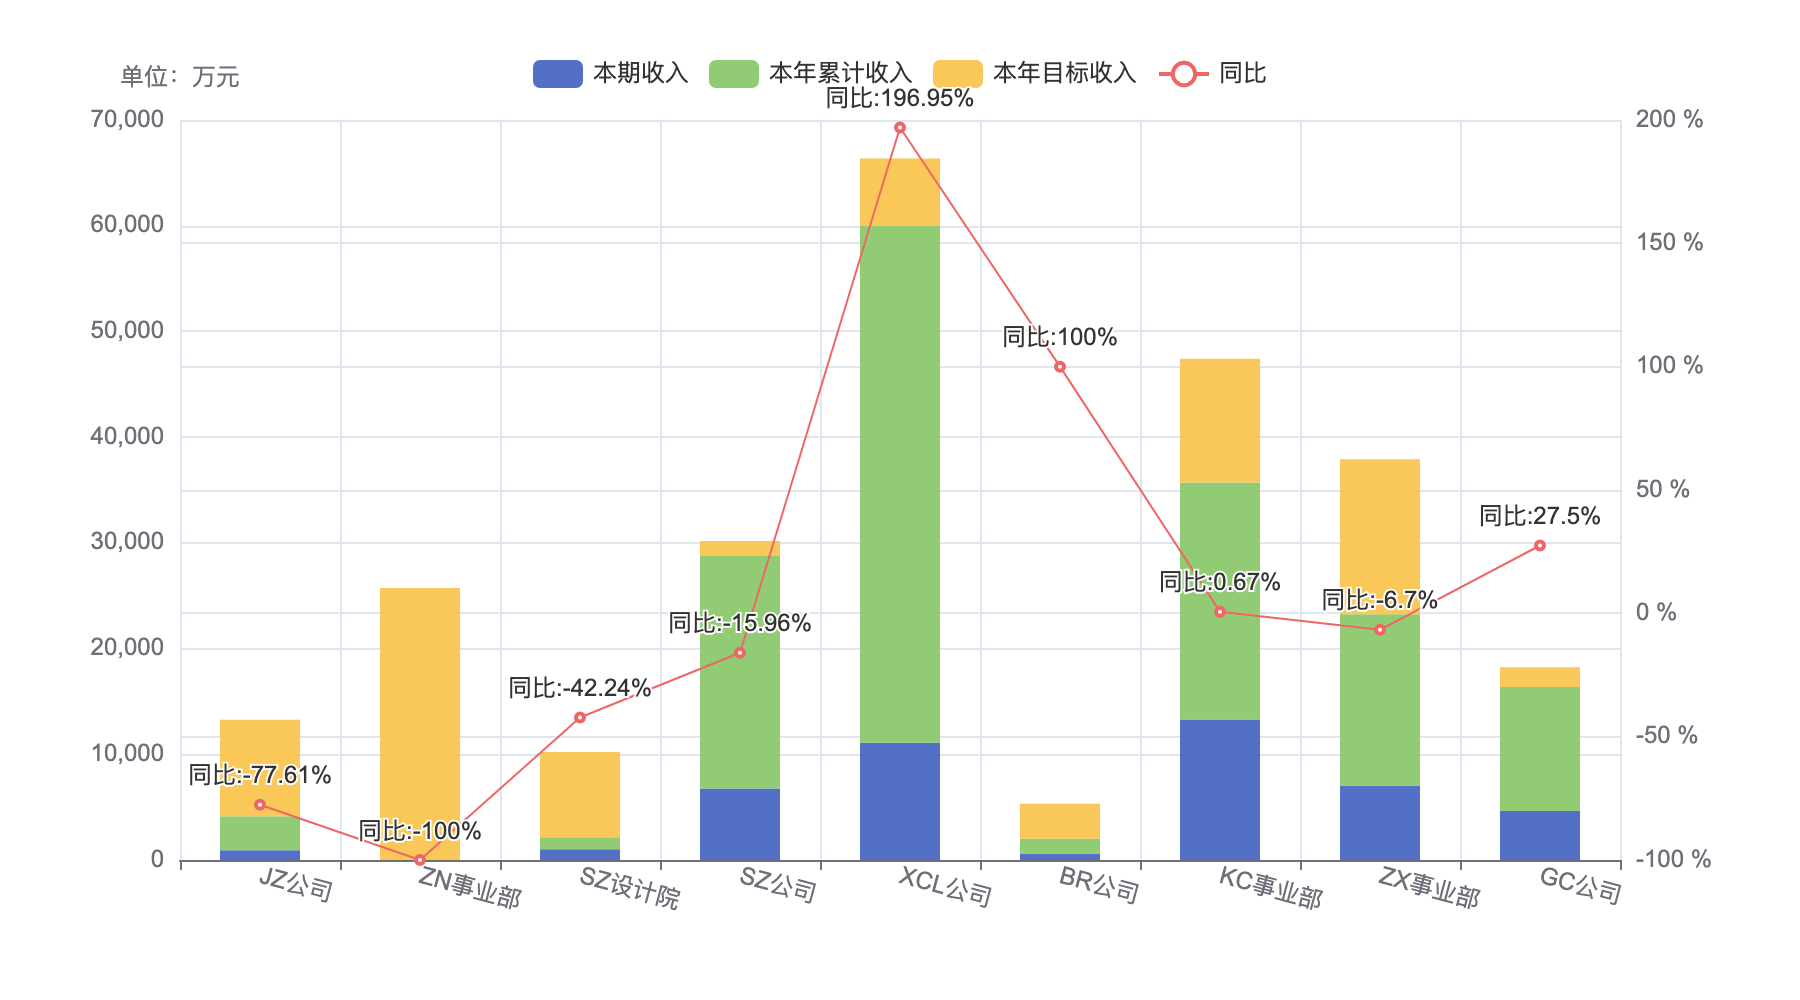 单位：万元
本期收入
本年累计收入
本年目标收入
同比
70,000
60,000
50,000
40,000
30,000
20,000
10,000
0
200 %
150 %
100 %
50 %
0 %
-50 %
-100 %
同比:-77.61%
同比:-100%
同比:-42.24%
同比:-15.96%
同比:196.95%
同比:100%
同比:0.67%
同比:-6.7%
同比:27.5%
JZ公司
ZN事业部
SZ设计院
SZ公司
XCL公司
BR公司
KC事业部
ZX事业部
GC公司